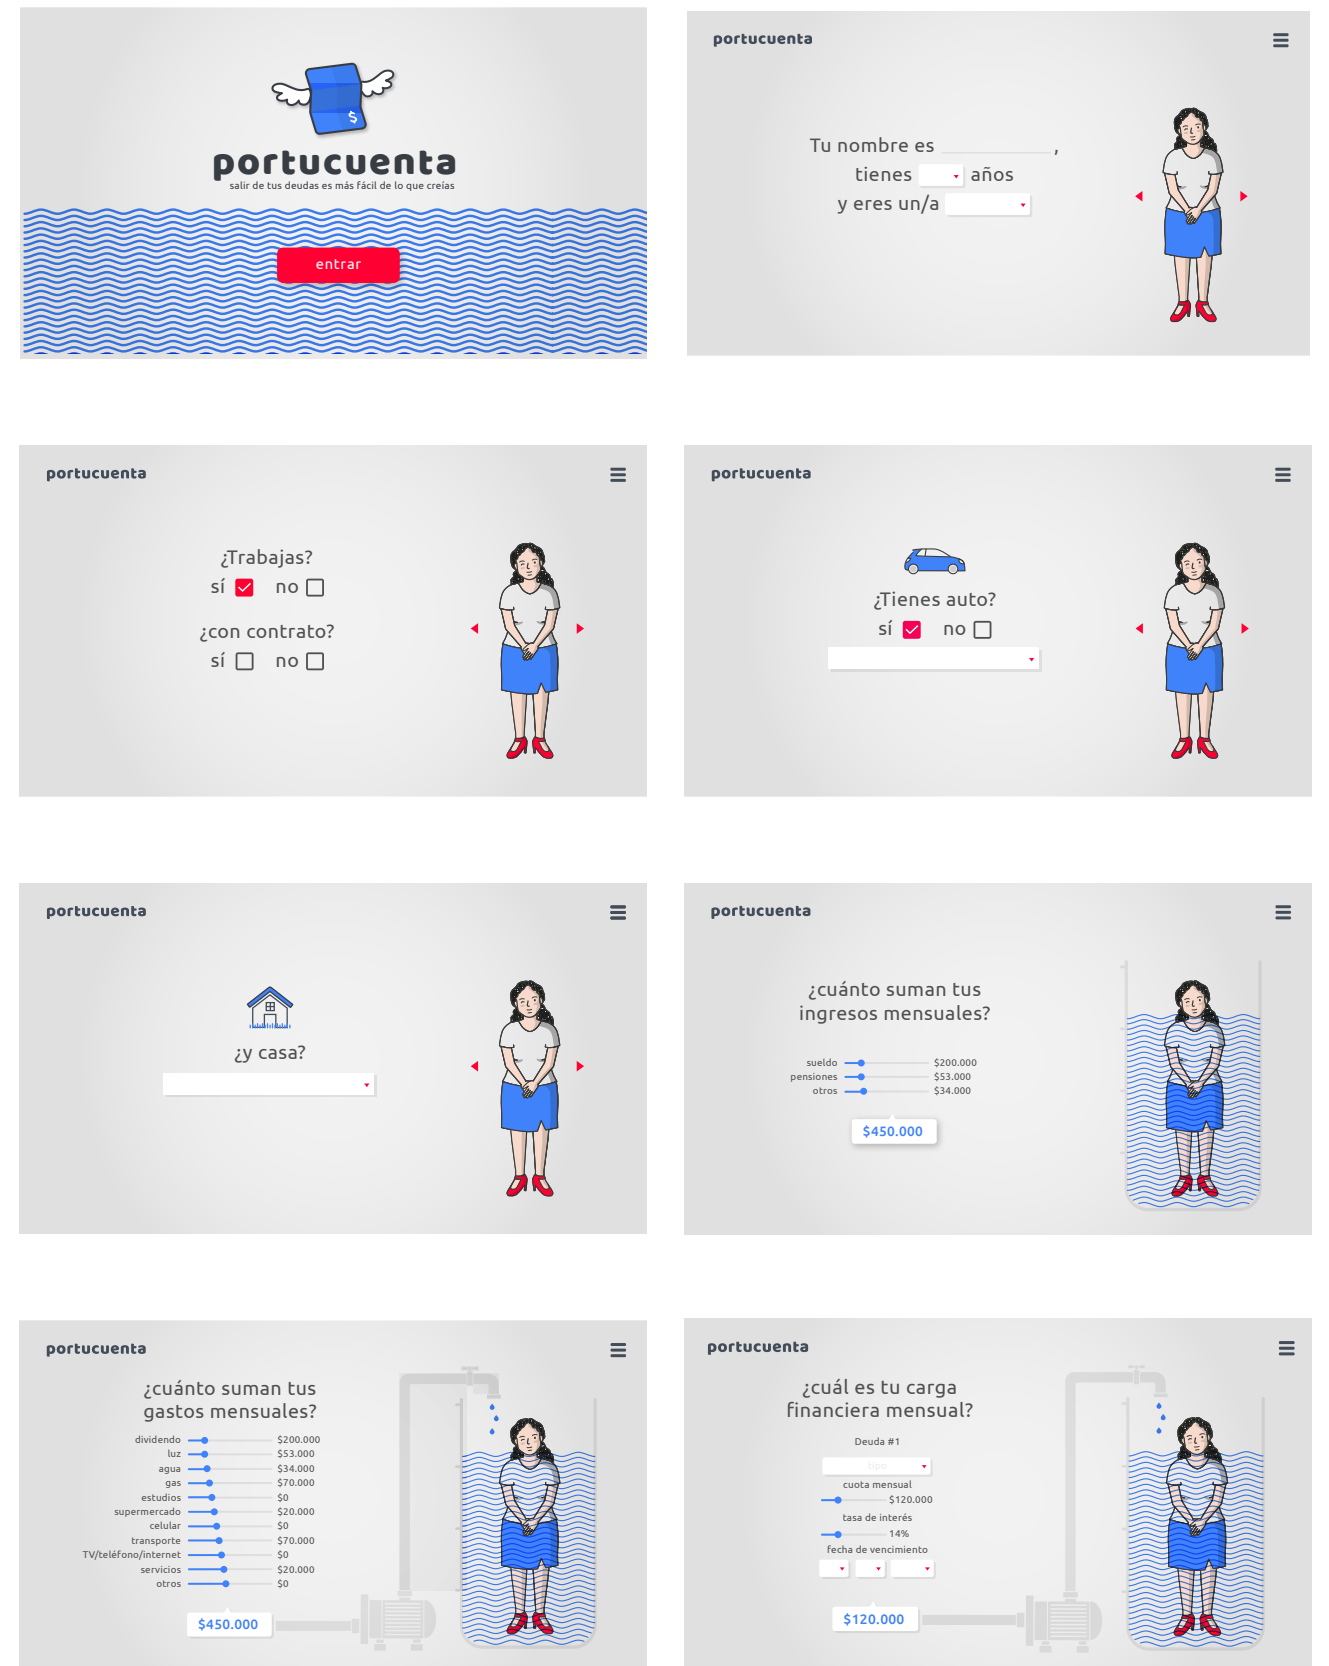 portucuenta
salir de tus deudas es más fácil de lo que creías
entrar
portucuenta
Tu nombre es ,
tienes años
y eres un/a
portucuenta
¿Trabajas?
sí no
¿con contrato?
sí no
portucuenta
¿Tienes auto?
sí no
portucuenta
¿y casa?
portucuenta
¿cuánto suman tus
ingresos mensuales?
sueldo $200.000
pensiones $53.000
otros $34.000
$450.000
portucuenta
¿cuánto suman tus
gastos mensuales?
dividendo $200.000
luz $53.000
agua $34.000
gas $70.000
estudios $0
supermercado $20.000
celular $0
transporte $70.000
TV/teléfono/internet $0
servicios $20.000
otros $0
$450.000
portucuenta
¿cuál es tu carga
financiera mensual?
Deuda #1
tipo
cuota mensual
$120.000
tasa de interés
14%
fecha de vencimiento
$120.000